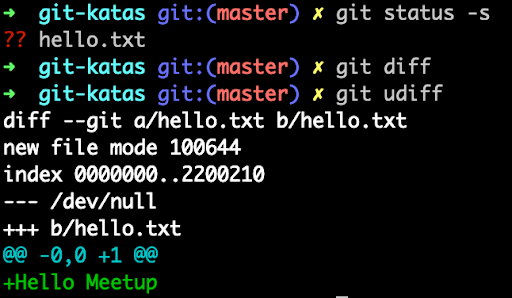 ➜  git-katas git:(master) ✗ git status -s
?? hello.txt
➜  git-katas git:(master) ✗ git diff
➜  git-katas git:(master) ✗ git udiff
diff --git a/hello.txt b/hello.txt
new file mode 100644
index 0000000..2200210
--- /dev/null
+++ b/hello.txt
@@ -0,0 +1 @@
+Hello Meetup